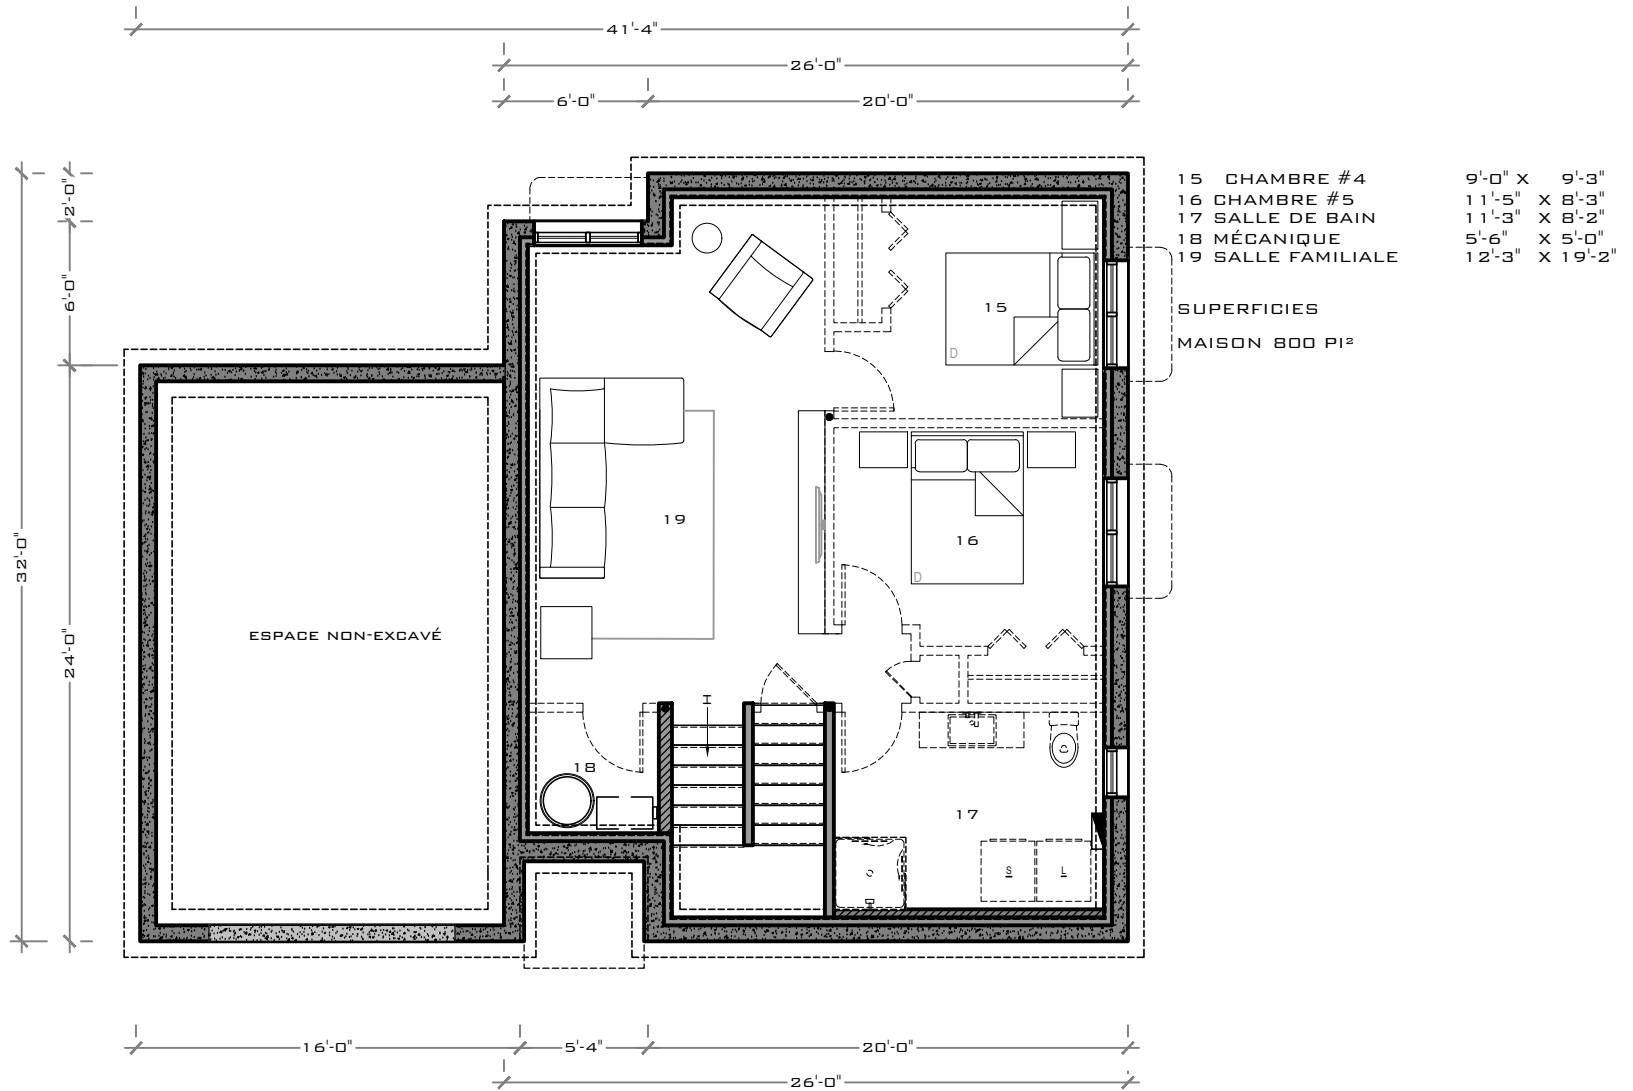 41'-4"
26'-0"
6'-0" 20'-0"
15 CHAMBRE #4 9'-0" X 9'-3"
16 CHAMBRE #5 11'-5" X 8'-3"
17 SALLE DE BAIN 11'-3" X 8'-2"
18 MÉCANIQUE 5'-6" X 5'-0"
19 SALLE FAMILIALE 12'-3" X 19'-2"
SUPERFICIES
MAISON 800 PI²
2'-0"
6'-0"
32'-0"
24'-0"
15
D
19
16
D
ESPACE NON-EXCAVÉ
H
18
17
S L
16'-0" 5'-4" 20'-0"
26'-0"